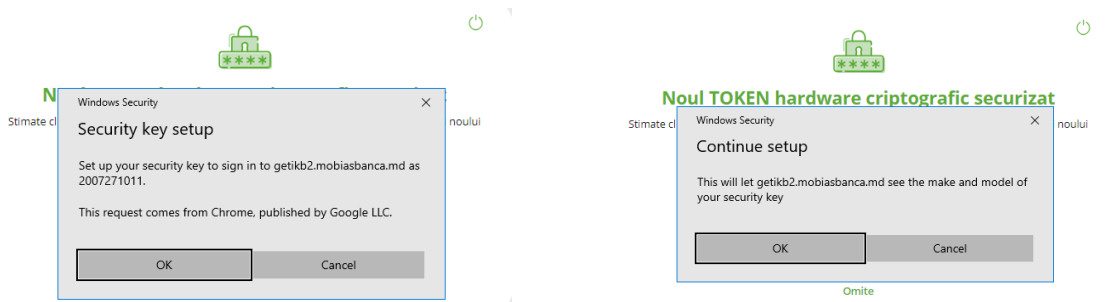 Windows Security
Security key setup
Stimate cl
noului
Set up your security key to sign in to getikb2.mobiasbanca.md as
2007271011.
This request comes from Chrome, published by Google LLC.
OK
Cancel
Noul TOKEN hardware criptografic securizat
Windows Security
Stimate cl
noului
Continue setup
This will let getikb2.mobiasbanca.md see the make and model of
your security key
OK
Cancel
Omite